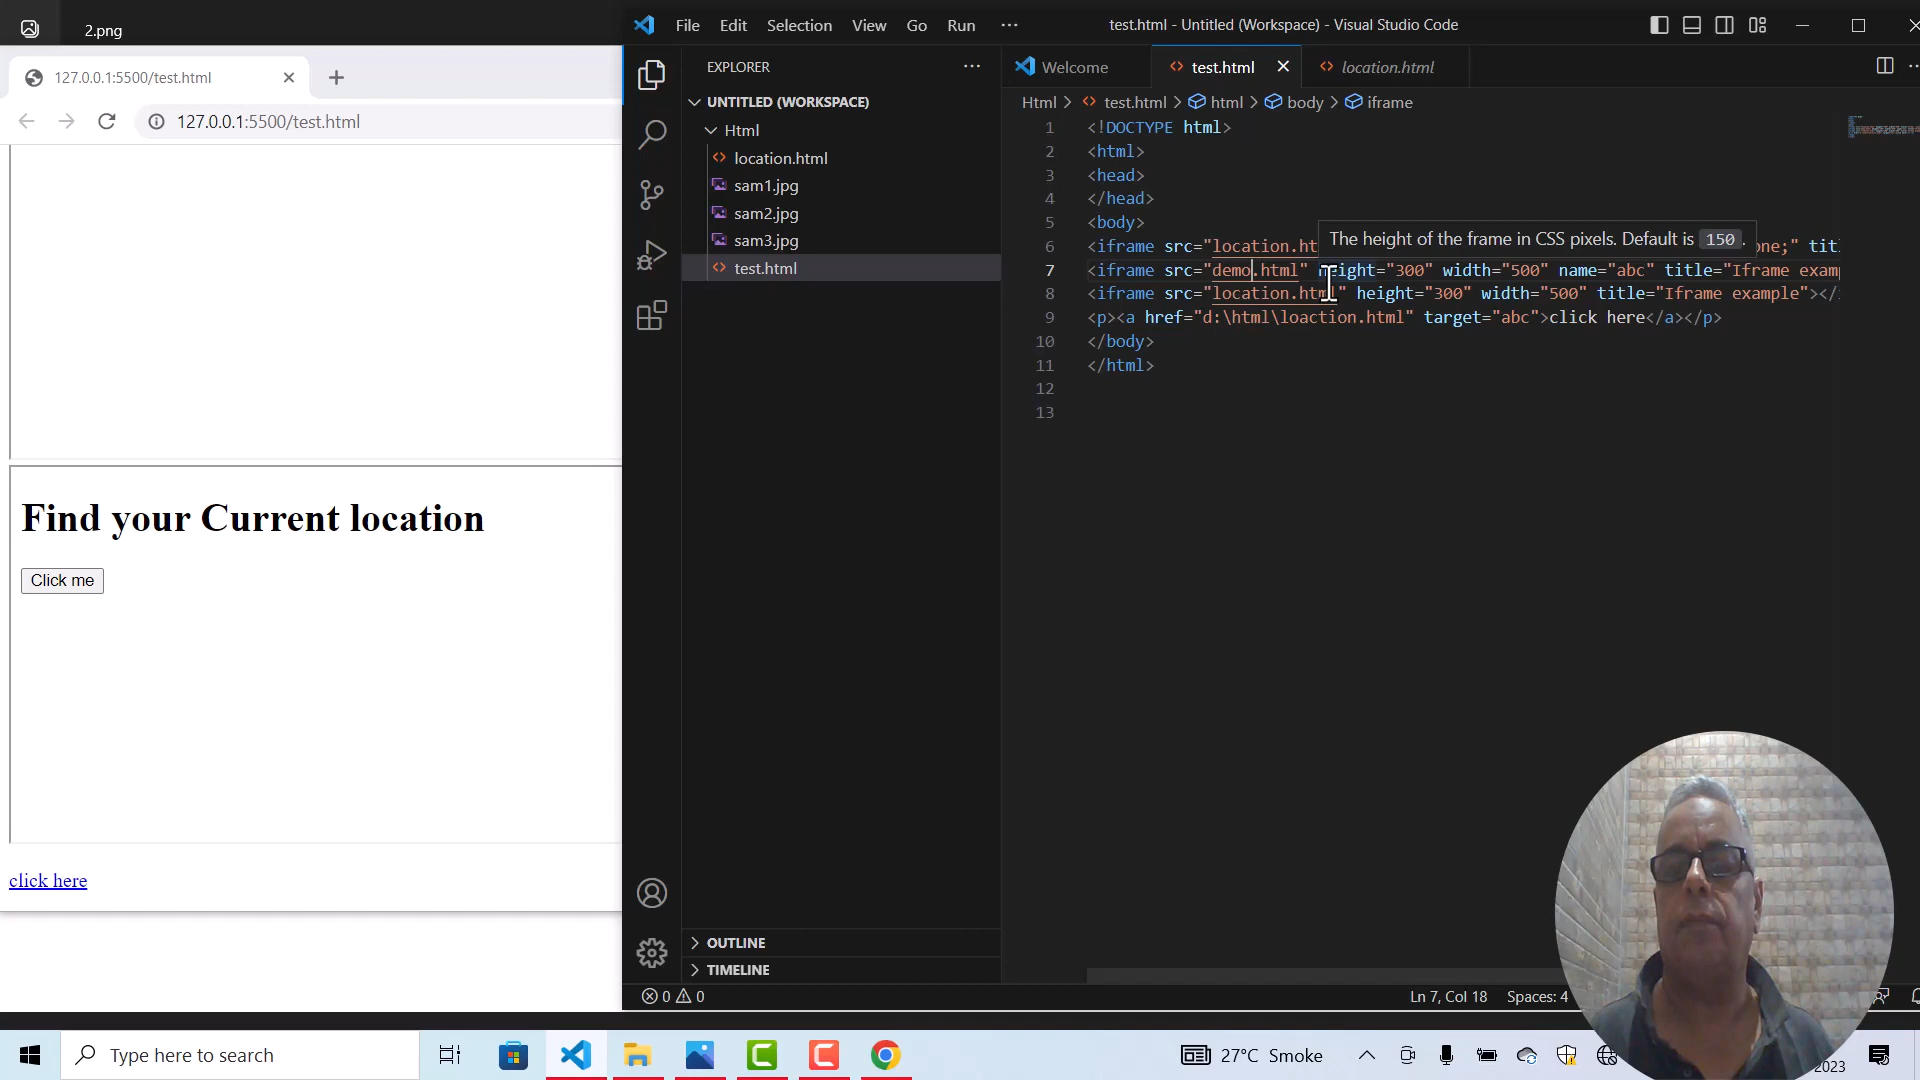 2.png
127.0.0.1:5500/test.html
127.0.0.1:5500/test.html
Find your Current location
Click me
click here
File Edit Selection View Go Run ···
test.html - Untitled (Workspace) - Visual Studio Code
EXPLORER
UNTITLED (WORKSPACE)
Html
location.html
sam1.jpg
sam2.jpg
sam3.jpg
test.html
OUTLINE
TIMELINE
Welcome
test.html
location.html
Html > test.html > html > body > iframe
1 <!DOCTYPE html>
2 <html>
3 <head>
4 </head>
5 <body>
The height of the frame in CSS pixels. Default is 150.
6 <iframe src="location.ht one;" titl
7 <iframe src="demo.html" height="300" width="500" name="abc" title="Iframe examp
8 <iframe src="location.html" height="300" width="500" title="Iframe example"></
9 <p><a href="d:\html\loaction.html" target="abc">click here</a></p>
10 </body>
11 </html>
12
13
0 0
Ln 7, Col 18 Spaces: 4
Type here to search
27°C Smoke
2023